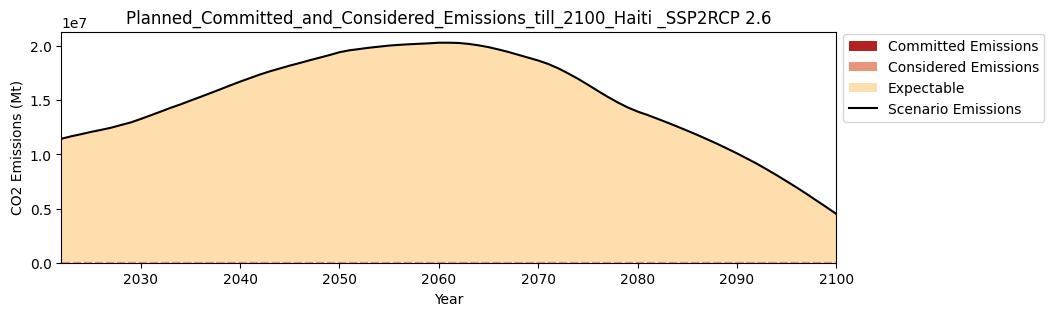 Planned_Committed_and_Considered_Emissions_till_2100_Haiti _SSP2RCP 2.6
1e7
2.0
1.5
1.0
0.5
0.0
CO2 Emissions (Mt)
2030 2040 2050 2060 2070 2080 2090 2100
Year
Committed Emissions
Considered Emissions
Expectable
Scenario Emissions